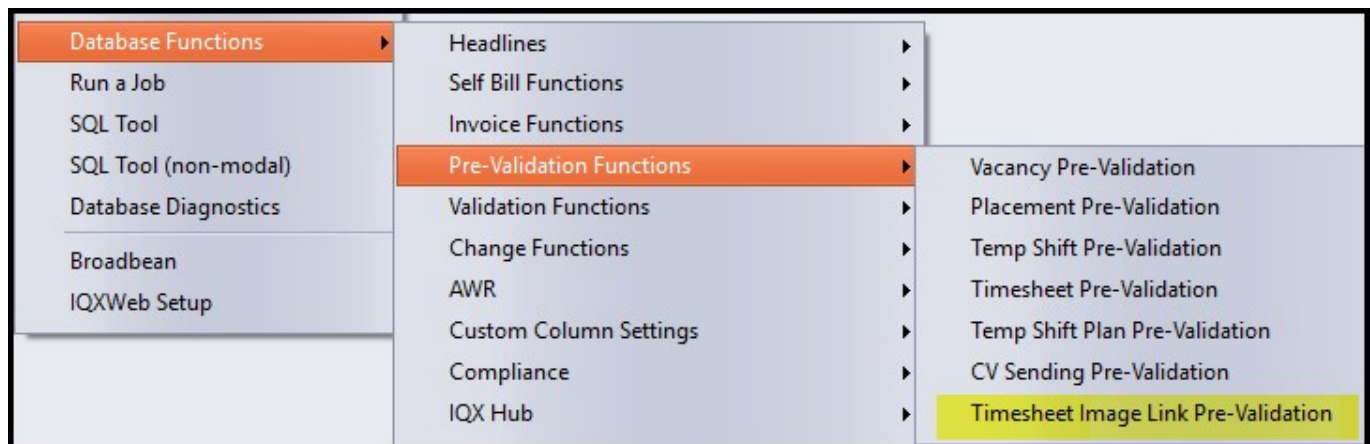 Database Functions
Run a Job
SQL Tool
SQL Tool (non-modal)
Database Diagnostics
Broadbean
IQXWeb Setup
Headlines
Self Bill Functions
Invoice Functions
Pre-Validation Functions
Validation Functions
Change Functions
AWR
Custom Column Settings
Compliance
IQX Hub
Vacancy Pre-Validation
Placement Pre-Validation
Temp Shift Pre-Validation
Timesheet Pre-Validation
Temp Shift Plan Pre-Validation
CV Sending Pre-Validation
Timesheet Image Link Pre-Validation